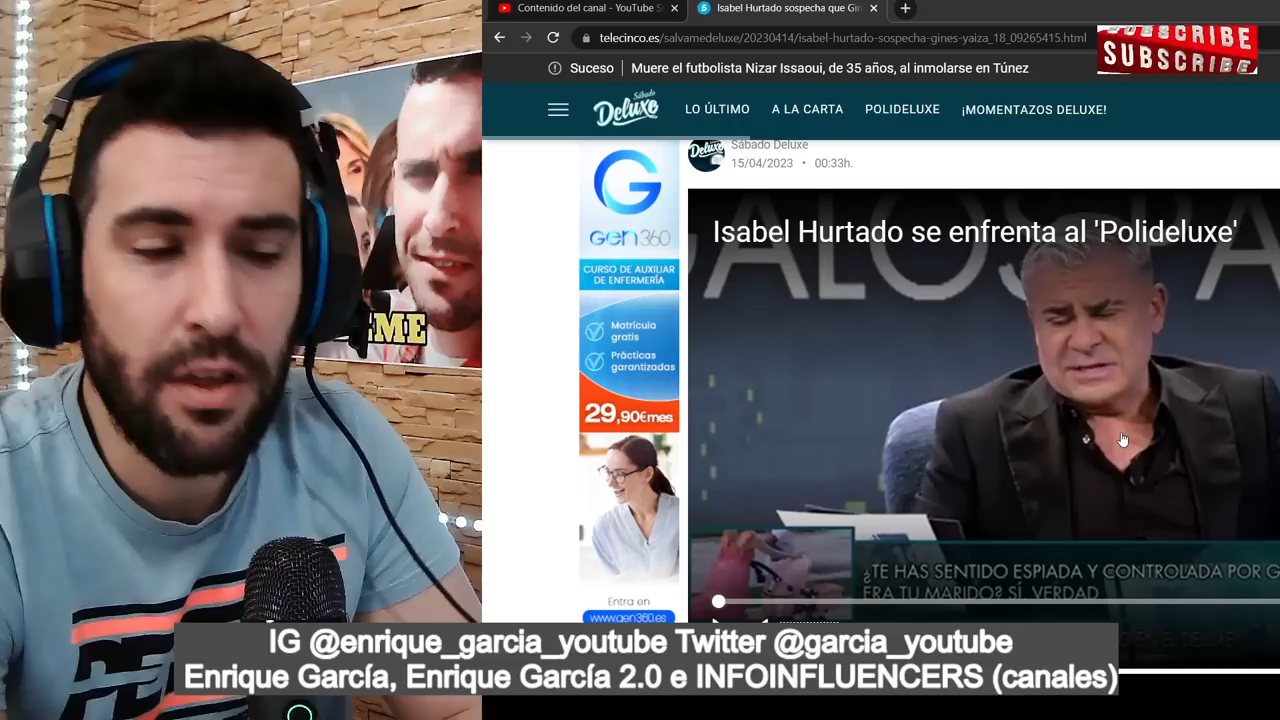 Contenido del canal - YouTube S
Isabel Hurtado sospecha que Gin
telecinco.es/salvamedeluxe/20230414/isabel-hurtado-sospecha-gines-yaiza_18_09265415.html
SUBSCRIBE
SUBSCRIBE
Suceso
Muere el futbolista Nizar Issaoui, de 35 años, al inmolarse en Túnez
Sábado
Deluxe
LO ÚLTIMO
A LA CARTA
POLIDELUXE
¡MOMENTAZOS DELUXE!
Deluxe
Sábado Deluxe
15/04/2023 • 00:33h.
G
gen360
CURSO DE AUXILIAR
DE ENFERMERÍA
Matrícula
gratis
Prácticas
garantizadas
29,90€mes
Entra en
www.gen360.es
Isabel Hurtado se enfrenta al 'Polideluxe'
ALOS PA
EME
¿TE HAS SENTIDO ESPIADA Y CONTROLADA POR G
ERA TU MARIDO? SÍ, VERDAD
IG @enrique_garcia_youtube Twitter @garcia_youtube
Enrique García, Enrique García 2.0 e INFOINFLUENCERS (canales)